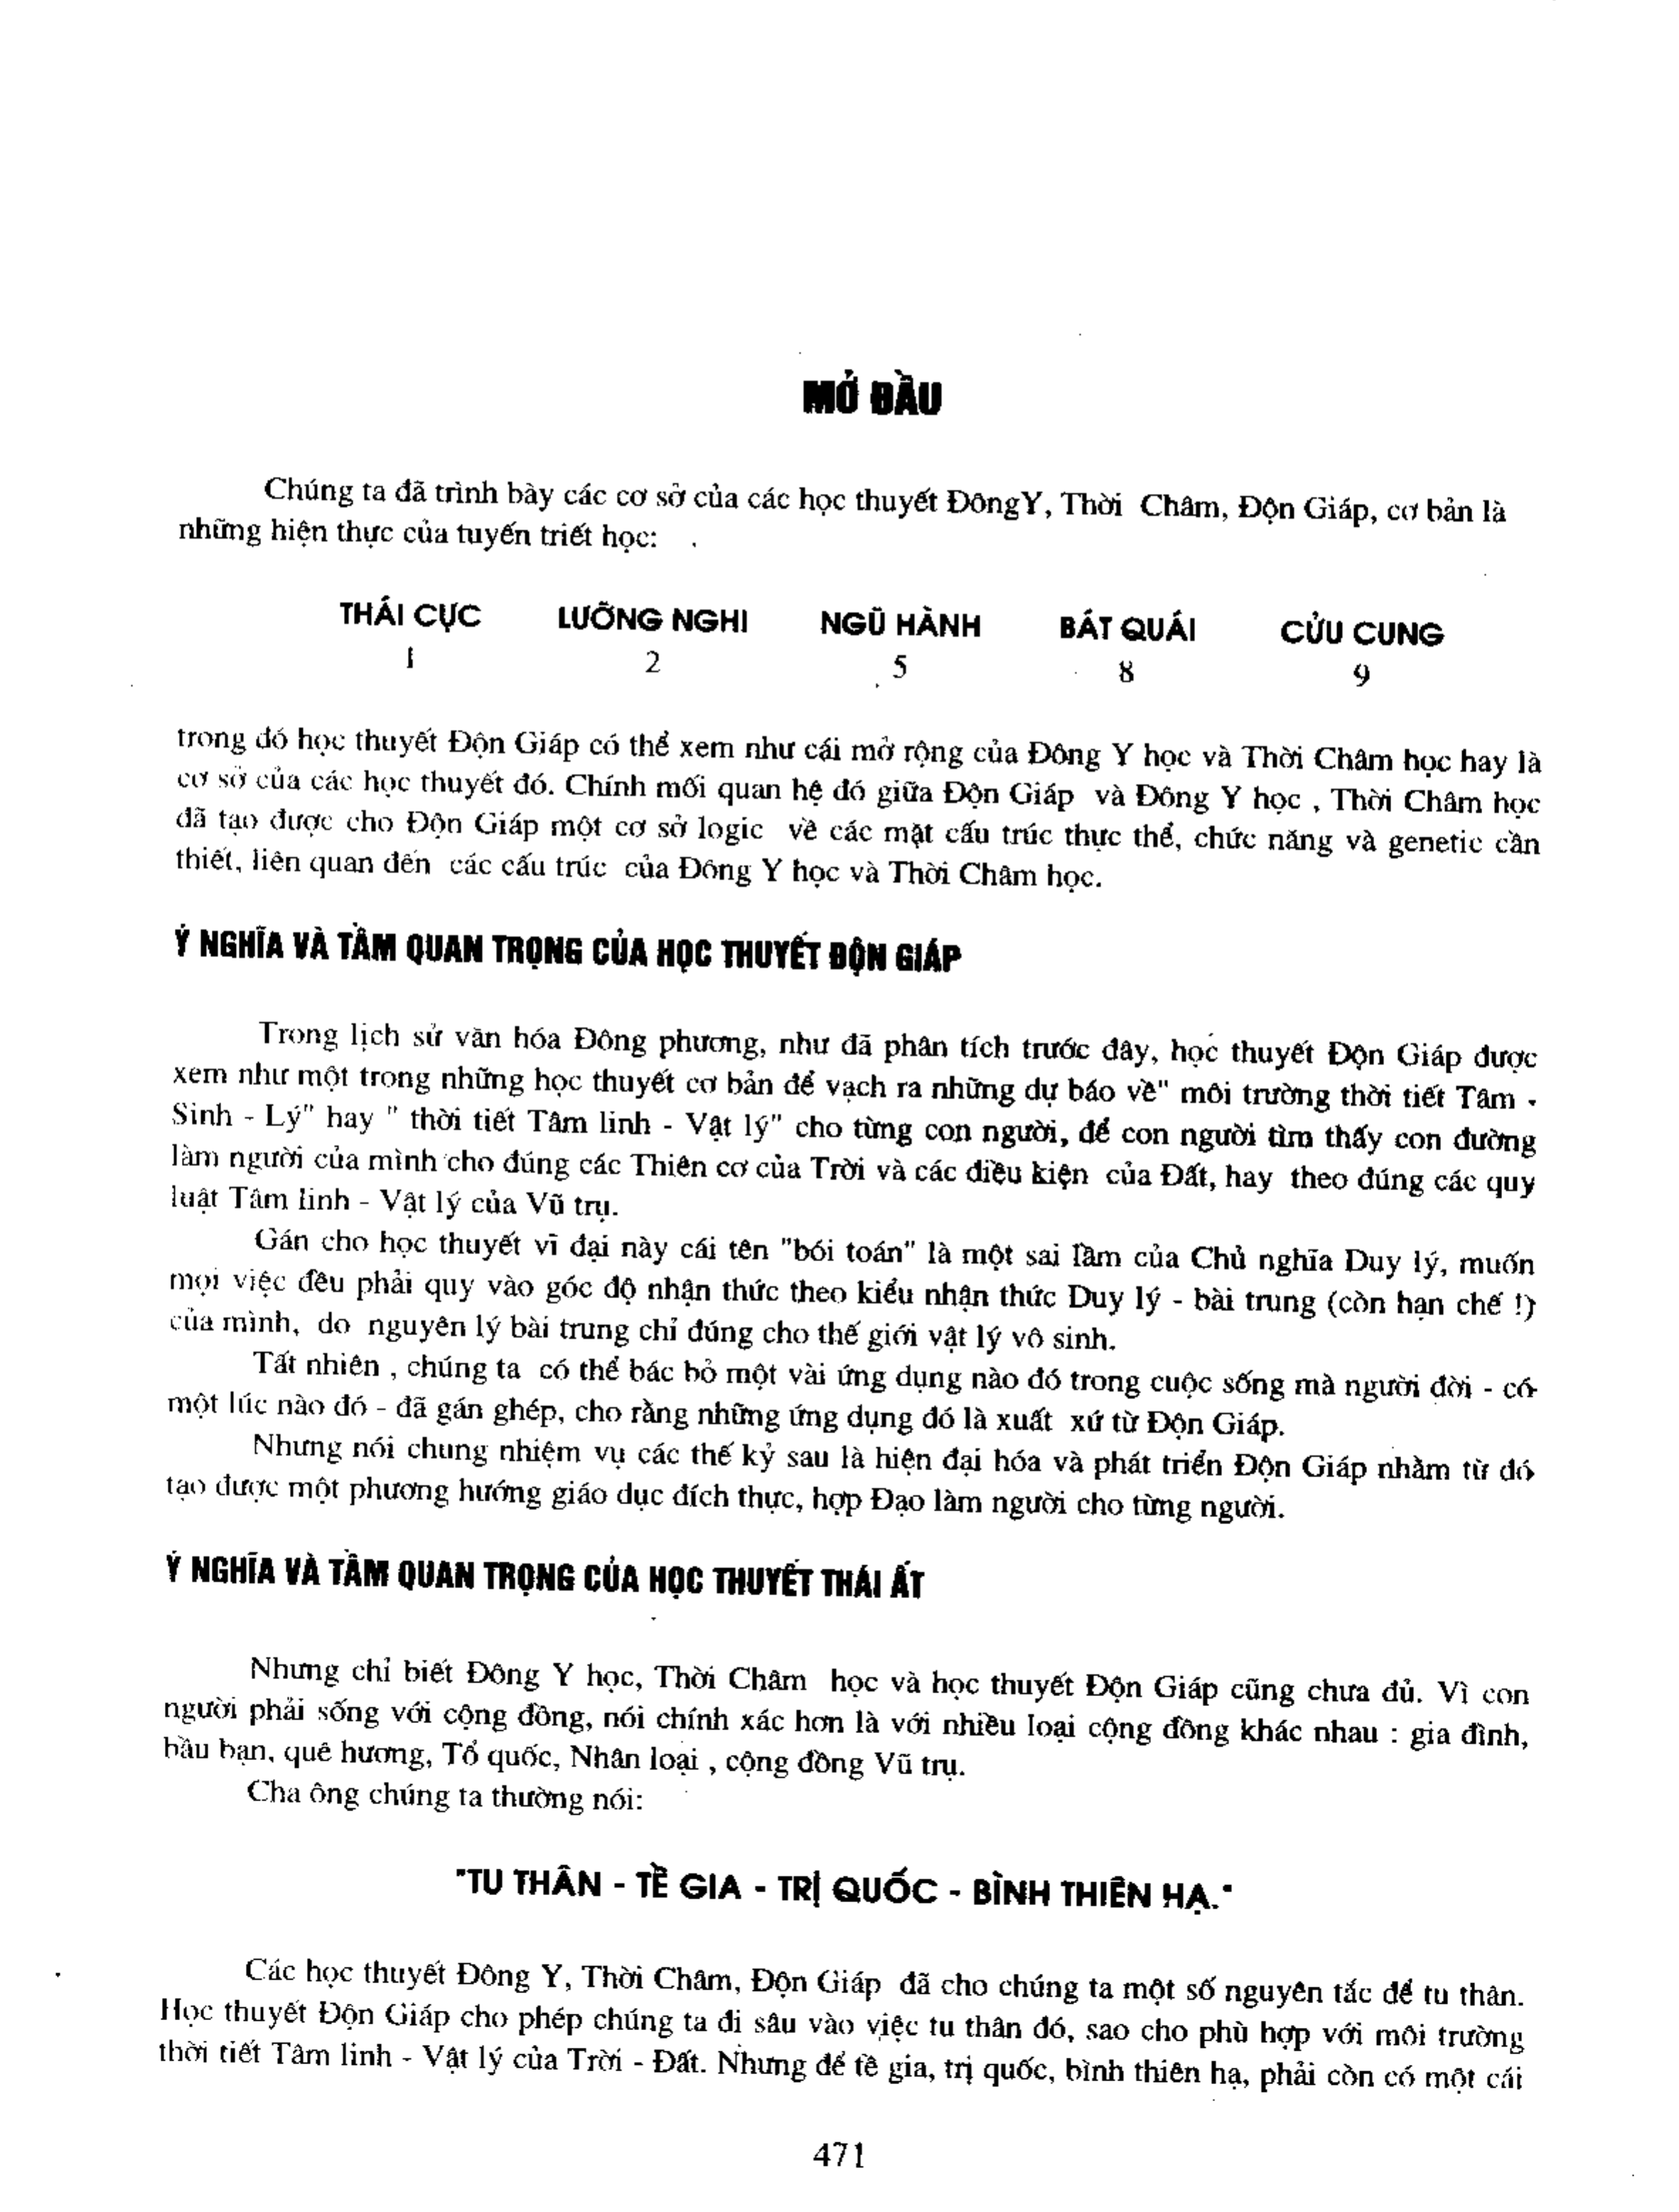 MỞ ĐẦU
Chúng ta đã trình bày các cơ sở của các học thuyết ĐôngY, Thời Châm, Độn Giáp, cơ bản là
những hiện thực của tuyến triết học:
THÁI CỰC LƯỠNG NGHI NGŨ HÀNH BÁT QUÁI CỬU CUNG
1 2 5 8 9
trong đó học thuyết Độn Giáp có thể xem như cái mở rộng của Đông Y học và Thời Châm học hay là
cơ sở của các học thuyết đó. Chính mối quan hệ đó giữa Độn Giáp và Đông Y học , Thời Châm học
đã tạo được cho Độn Giáp một cơ sở logic về các mặt cấu trúc thực thể, chức năng và genetic cần
thiết, liên quan đến các cấu trúc của Đông Y học và Thời Châm học.
Ý NGHĨA VÀ TẦM QUAN TRỌNG CỦA HỌC THUYẾT ĐỘN GIÁP
Trong lịch sử văn hóa Đông phương, như đã phân tích trước đây, học thuyết Độn Giáp được
xem như một trong những học thuyết cơ bản để vạch ra những dự báo về" môi trường thời tiết Tâm -
Sinh - Lý" hay " thời tiết Tâm linh - Vật lý" cho từng con người, để con người tìm thấy con đường
làm người của mình cho đúng các Thiên cơ của Trời và các điều kiện của Đất, hay theo đúng các quy
luật Tâm linh - Vật lý của Vũ trụ.
Gán cho học thuyết vĩ đại này cái tên "bói toán" là một sai lầm của Chủ nghĩa Duy lý, muốn
mọi việc đều phải quy vào góc độ nhận thức theo kiểu nhận thức Duy lý - bài trung (còn hạn chế !)
của mình, do nguyên lý bài trung chỉ đúng cho thế giới vật lý vô sinh.
Tất nhiên , chúng ta có thể bác bỏ một vài ứng dụng nào đó trong cuộc sống mà người đời - có
một lúc nào đó - đã gán ghép, cho rằng những ứng dụng đó là xuất xứ từ Độn Giáp.
Nhưng nói chung nhiệm vụ các thế kỷ sau là hiện đại hóa và phát triển Độn Giáp nhằm từ đó
tạo được một phương hướng giáo dục đích thực, hợp Đạo làm người cho từng người.
Ý NGHĨA VÀ TẦM QUAN TRỌNG CỦA HỌC THUYẾT THÁI ẤT
Nhưng chỉ biết Đông Y học, Thời Châm học và học thuyết Độn Giáp cũng chưa đủ. Vì con
người phải sống với cộng đồng, nói chính xác hơn là với nhiều loại cộng đông khác nhau : gia đình,
bầu bạn, quê hương, Tổ quốc, Nhân loại , cộng đồng Vũ trụ.
Cha ông chúng ta thường nói:
"TU THÂN - TỀ GIA - TRỊ QUỐC - BÌNH THIÊN HẠ."
Các học thuyết Đông Y, Thời Châm, Độn Giáp đã cho chúng ta một số nguyên tắc để tu thân.
Học thuyết Độn Giáp cho phép chúng ta đi sâu vào việc tu thân đó, sao cho phù hợp với môi trường
thời tiết Tâm linh - Vật lý của Trời - Đất. Nhưng để tề gia, trị quốc, bình thiên hạ, phải còn có một cái
471